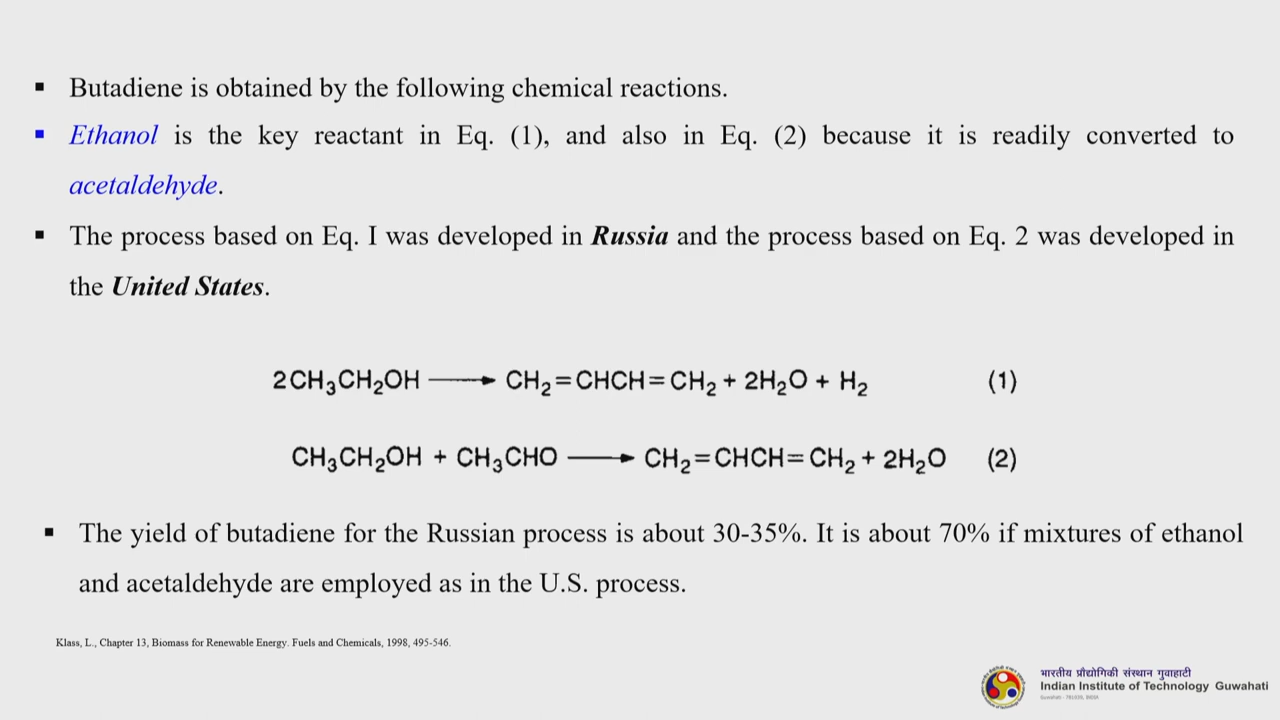 ▪ Butadiene is obtained by the following chemical reactions.
▪ Ethanol is the key reactant in Eq. (1), and also in Eq. (2) because it is readily converted to
acetaldehyde.
▪ The process based on Eq. I was developed in Russia and the process based on Eq. 2 was developed in
the United States.
2CH₃CH₂OH ⟶ CH₂=CHCH=CH₂ + 2H₂O + H₂ (1)
CH₃CH₂OH + CH₃CHO ⟶ CH₂=CHCH=CH₂ + 2H₂O (2)
▪ The yield of butadiene for the Russian process is about 30-35%. It is about 70% if mixtures of ethanol
and acetaldehyde are employed as in the U.S. process.
Klass, L., Chapter 13, Biomass for Renewable Energy. Fuels and Chemicals, 1998, 495-546.
भारतीय प्रौद्योगिकी संस्थान गुवाहाटी
Indian Institute of Technology Guwahati
Guwahati - 781039, INDIA